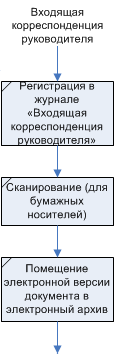 Входящая
корреспонденция
руководителя
Регистрация в
журнале
«Входящая
корреспонденция
руководителя»
Сканирование (для
бумажных
носителей)
Помещение
электронной версии
документа в
электронный архив